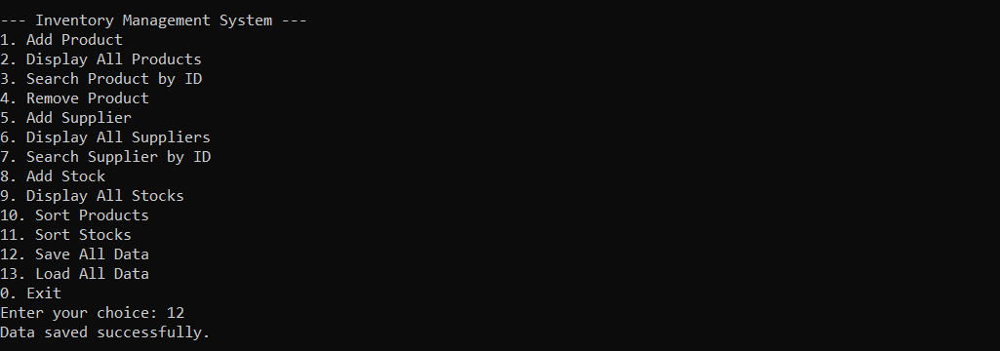 --- Inventory Management System ---
1. Add Product
2. Display All Products
3. Search Product by ID
4. Remove Product
5. Add Supplier
6. Display All Suppliers
7. Search Supplier by ID
8. Add Stock
9. Display All Stocks
10. Sort Products
11. Sort Stocks
12. Save All Data
13. Load All Data
0. Exit
Enter your choice: 12
Data saved successfully.